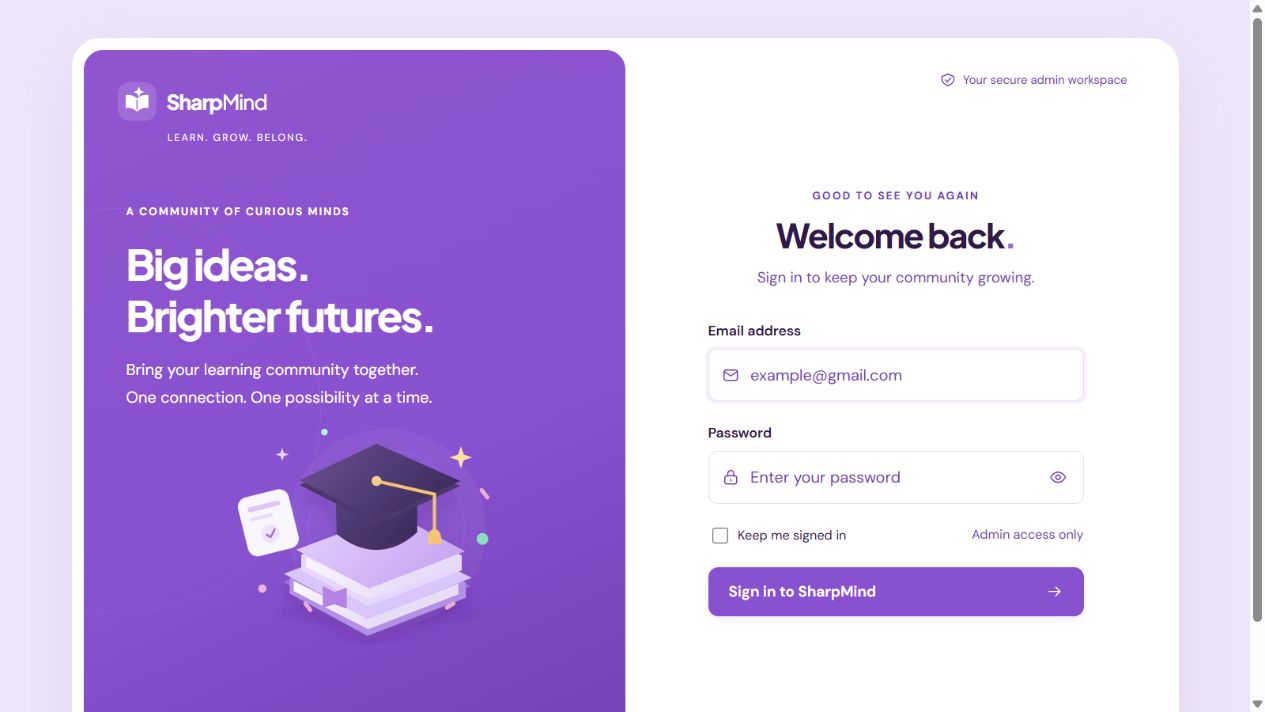 SharpMind
LEARN. GROW. BELONG.
A COMMUNITY OF CURIOUS MINDS
Big ideas.
Brighter futures.
Bring your learning community together.
One connection. One possibility at a time.
Your secure admin workspace
GOOD TO SEE YOU AGAIN
Welcome back.
Sign in to keep your community growing.
Email address
example@gmail.com
Password
Enter your password
Keep me signed in
Admin access only
Sign in to SharpMind